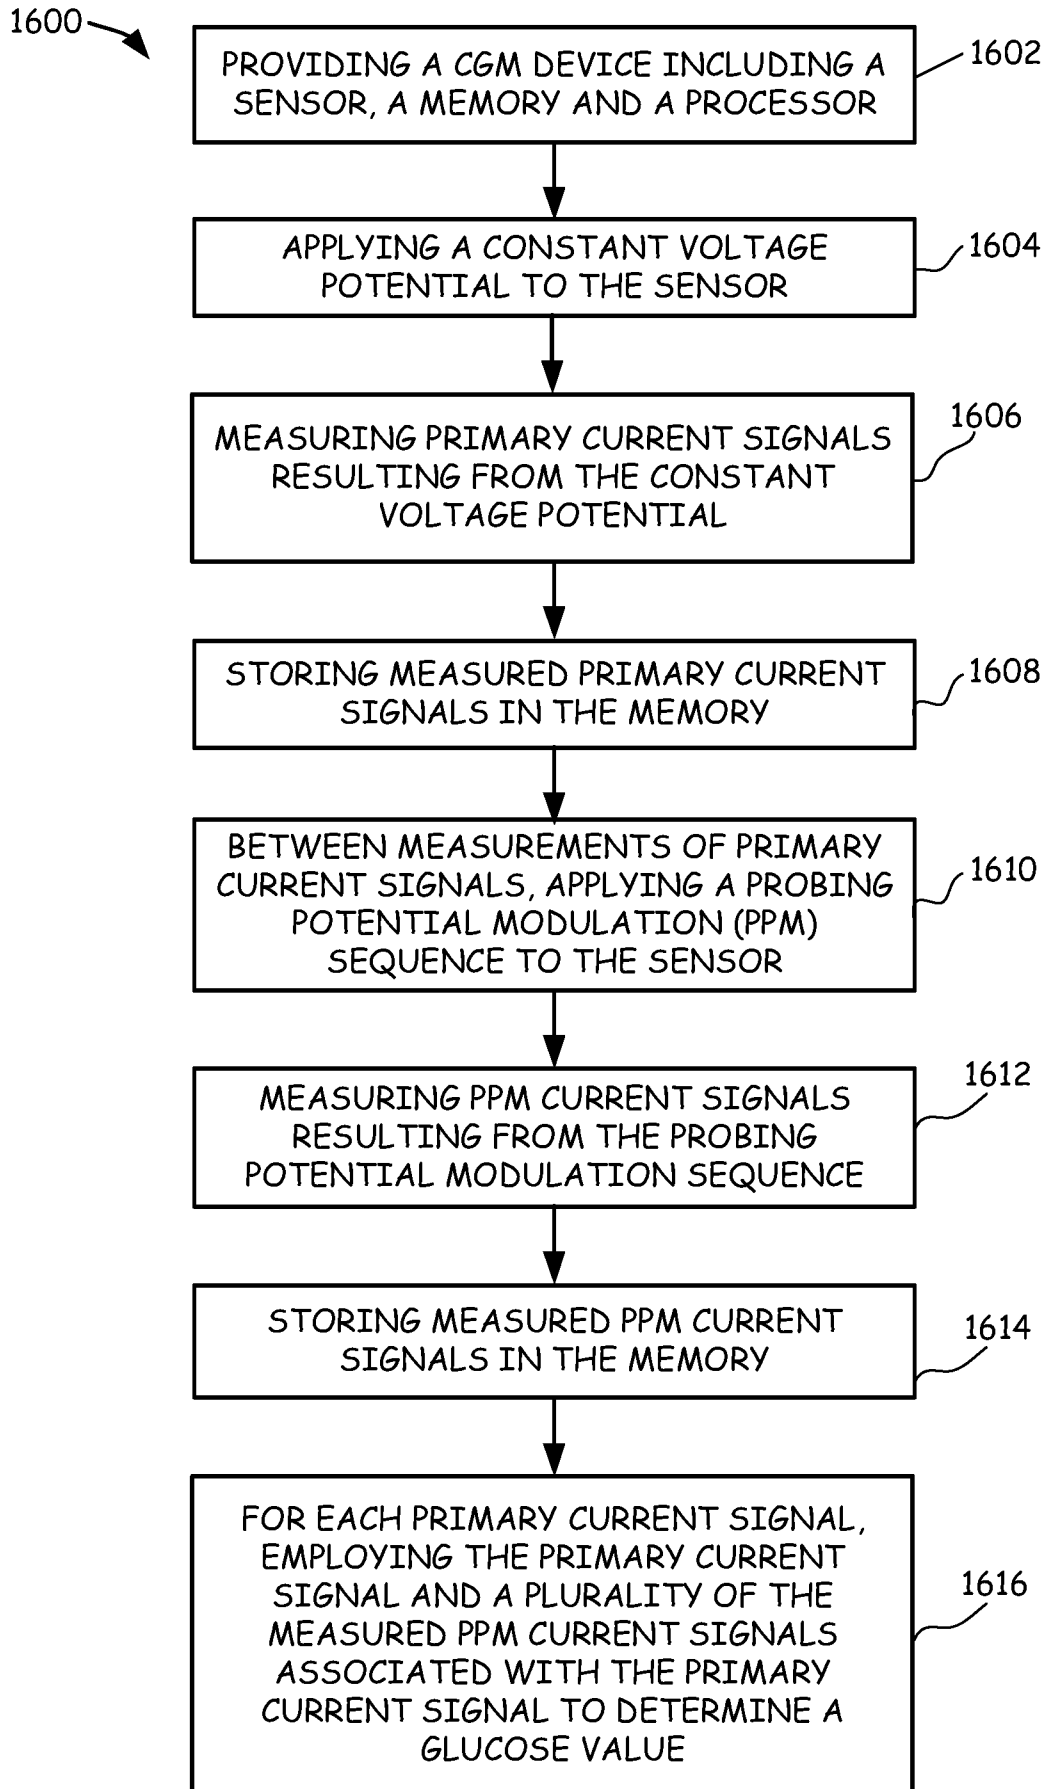 1600
PROVIDING A CGM DEVICE INCLUDING A
SENSOR, A MEMORY AND A PROCESSOR
1602
APPLYING A CONSTANT VOLTAGE
POTENTIAL TO THE SENSOR
1604
MEASURING PRIMARY CURRENT SIGNALS
RESULTING FROM THE CONSTANT
VOLTAGE POTENTIAL
1606
STORING MEASURED PRIMARY CURRENT
SIGNALS IN THE MEMORY
1608
BETWEEN MEASUREMENTS OF PRIMARY
CURRENT SIGNALS, APPLYING A PROBING
POTENTIAL MODULATION (PPM)
SEQUENCE TO THE SENSOR
1610
MEASURING PPM CURRENT SIGNALS
RESULTING FROM THE PROBING
POTENTIAL MODULATION SEQUENCE
1612
STORING MEASURED PPM CURRENT
SIGNALS IN THE MEMORY
1614
FOR EACH PRIMARY CURRENT SIGNAL,
EMPLOYING THE PRIMARY CURRENT
SIGNAL AND A PLURALITY OF THE
MEASURED PPM CURRENT SIGNALS
ASSOCIATED WITH THE PRIMARY
CURRENT SIGNAL TO DETERMINE A
GLUCOSE VALUE
1616